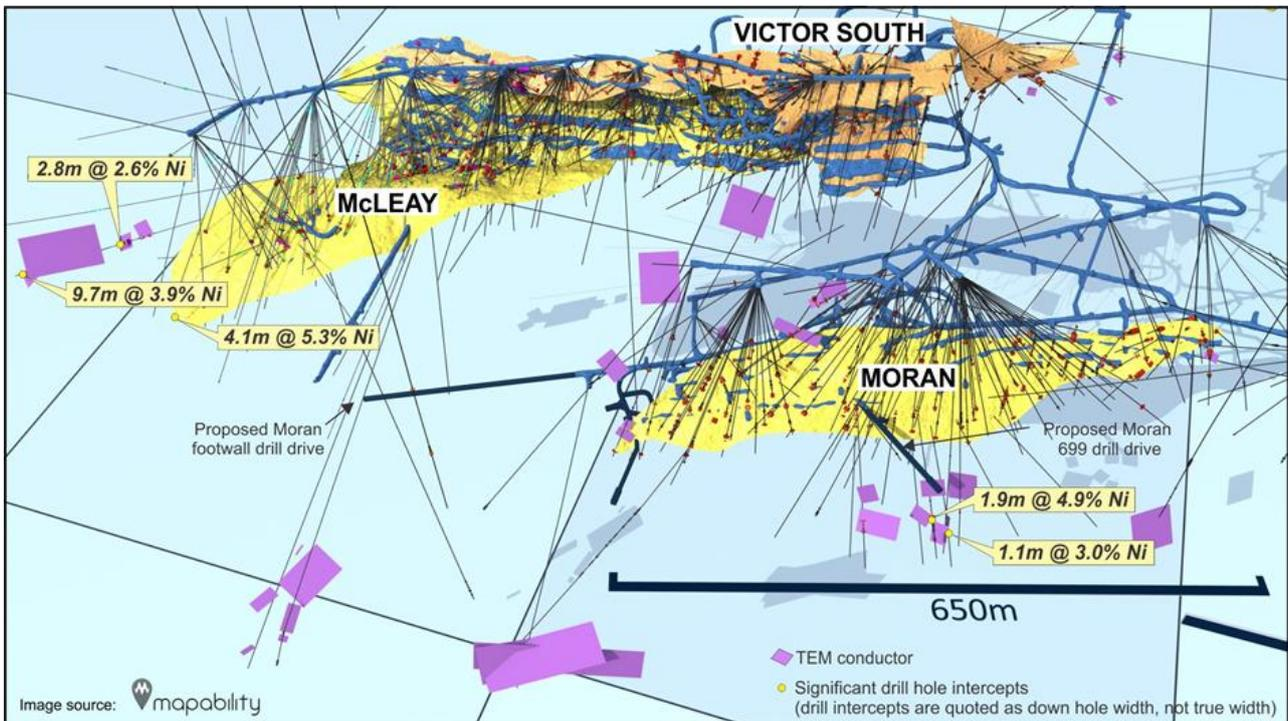 VICTOR SOUTH
2.8m @ 2.6% Ni
McLEAY
9.7m @ 3.9% Ni
4.1m @ 5.3% Ni
MORAN
Proposed Moran
footwall drill drive
Proposed Moran
699 drill drive
1.9m @ 4.9% Ni
1.1m @ 3.0% Ni
650m
TEM conductor
Significant drill hole intercepts
(drill intercepts are quoted as down hole width, not true width)
Image source: mapability